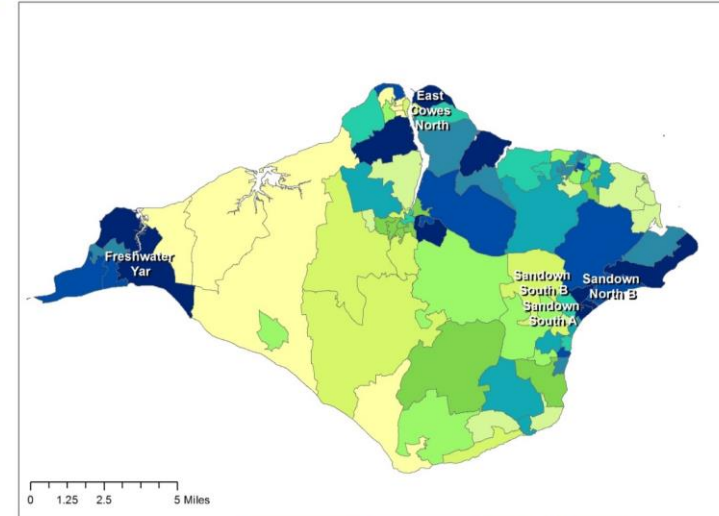 East
Cowes
North
Freshwater
Yar
Sandown
South B
Sandown
North B
Sandown
South A
0 1.25 2.5 5 Miles